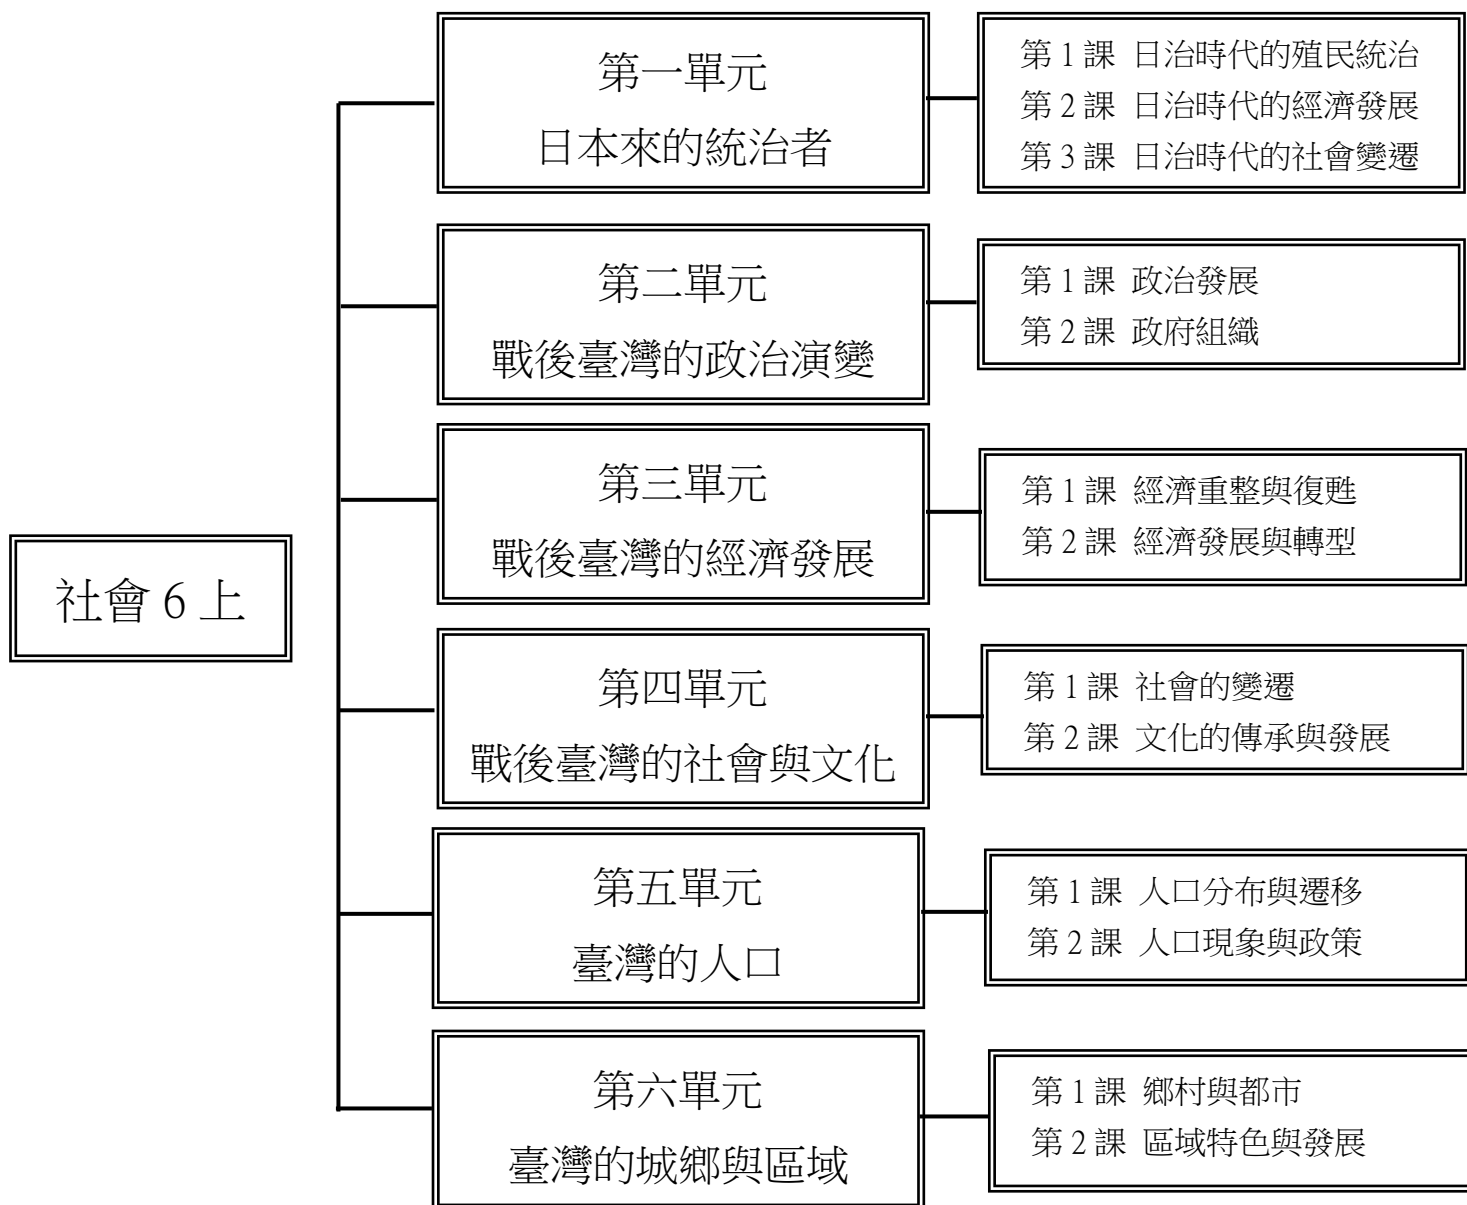 社會 6 上
第一單元
日本來的統治者
第 1 課 日治時代的殖民統治
第 2 課 日治時代的經濟發展
第 3 課 日治時代的社會變遷
第二單元
戰後臺灣的政治演變
第 1 課 政治發展
第 2 課 政府組織
第三單元
戰後臺灣的經濟發展
第 1 課 經濟重整與復甦
第 2 課 經濟發展與轉型
第四單元
戰後臺灣的社會與文化
第 1 課 社會的變遷
第 2 課 文化的傳承與發展
第五單元
臺灣的人口
第 1 課 人口分布與遷移
第 2 課 人口現象與政策
第六單元
臺灣的城鄉與區域
第 1 課 鄉村與都市
第 2 課 區域特色與發展